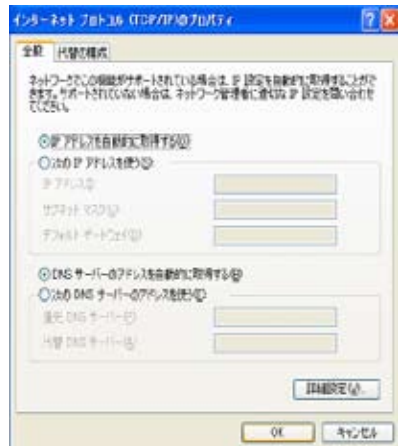 インターネット プロトコル (TCP/IP)のプロパティ
全般 代替の構成
ネットワークでこの機能がサポートされている場合は、IP 設定を自動的に取得することがで
きます。サポートされていない場合は、ネットワーク管理者に適切な IP 設定を問い合わせ
てください。
IP アドレスを自動的に取得する(O)
次の IP アドレスを使う(S)
IP アドレス(I)
サブネット マスク(U)
デフォルト ゲートウェイ(D)
DNS サーバーのアドレスを自動的に取得する(B)
次の DNS サーバーのアドレスを使う(E)
優先 DNS サーバー(P)
代替 DNS サーバー(A)
詳細設定(V)...
OK キャンセル